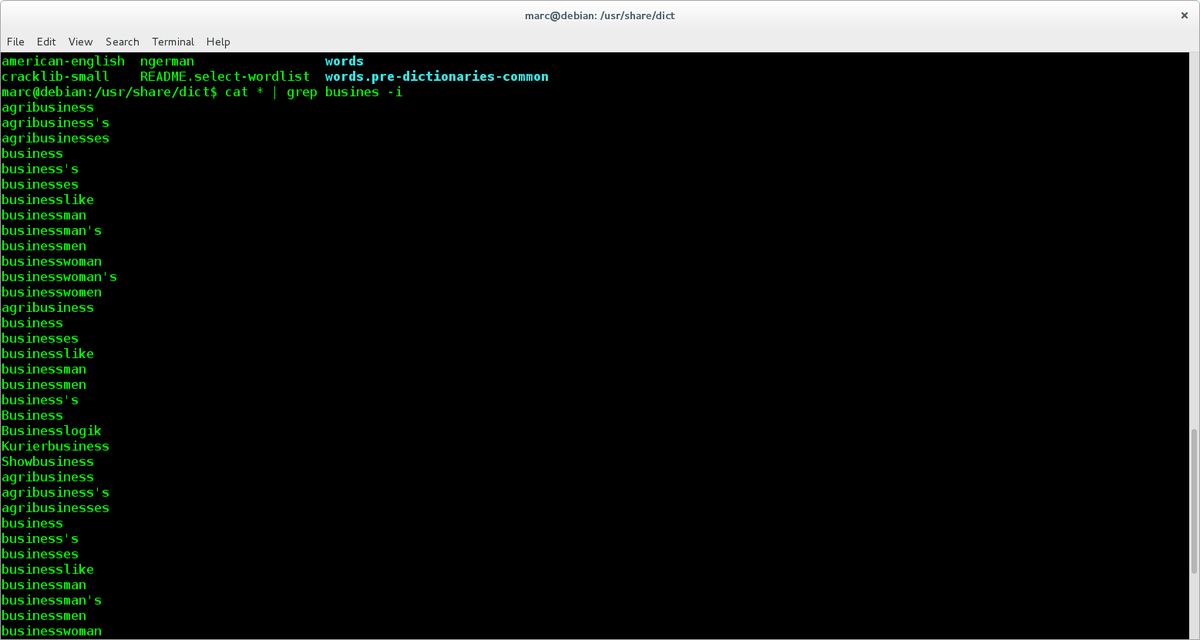 marc@debian: /usr/share/dict ×
File Edit View Search Terminal Help
american-english  ngerman                 words
cracklib-small    README.select-wordlist  words.pre-dictionaries-common
marc@debian:/usr/share/dict$ cat * | grep busines -i
agribusiness
agribusiness's
agribusinesses
business
business's
businesses
businesslike
businessman
businessman's
businessmen
businesswoman
businesswoman's
businesswomen
agribusiness
business
businesses
businesslike
businessman
businessmen
business's
Business
Businesslogik
Kurierbusiness
Showbusiness
agribusiness
agribusiness's
agribusinesses
business
business's
businesses
businesslike
businessman
businessman's
businessmen
businesswoman